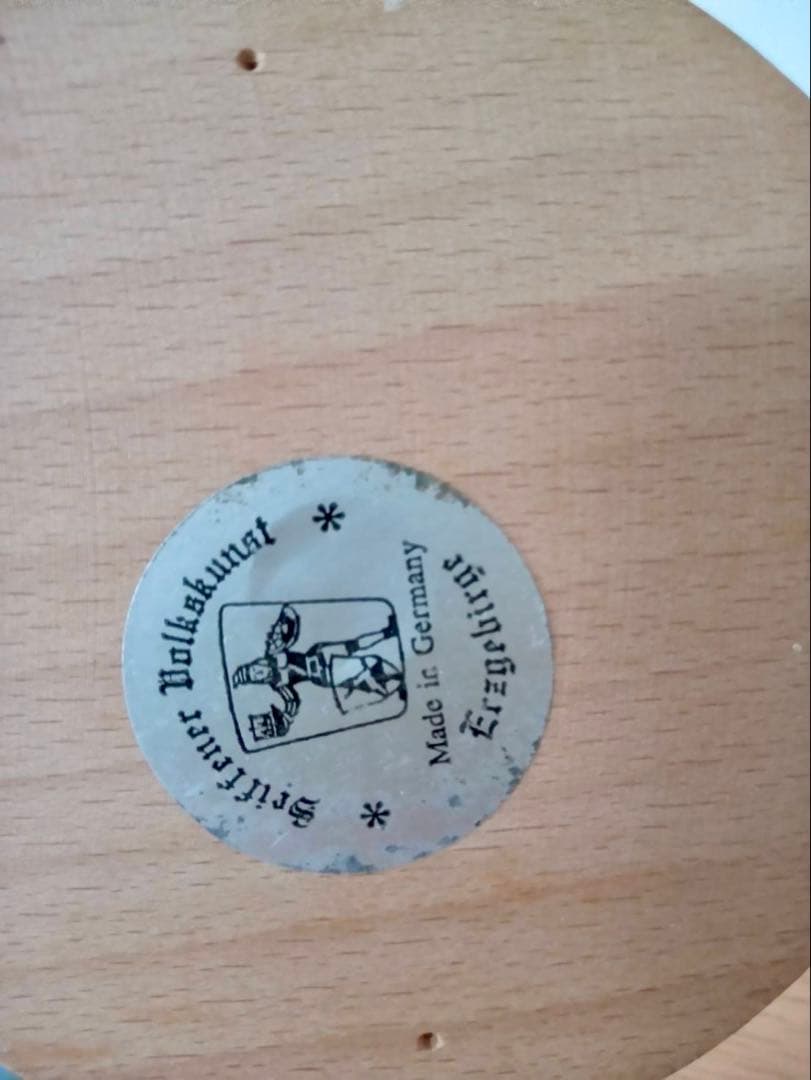 Seiffener Volkskunst
Made in Germany
Erzgebirge